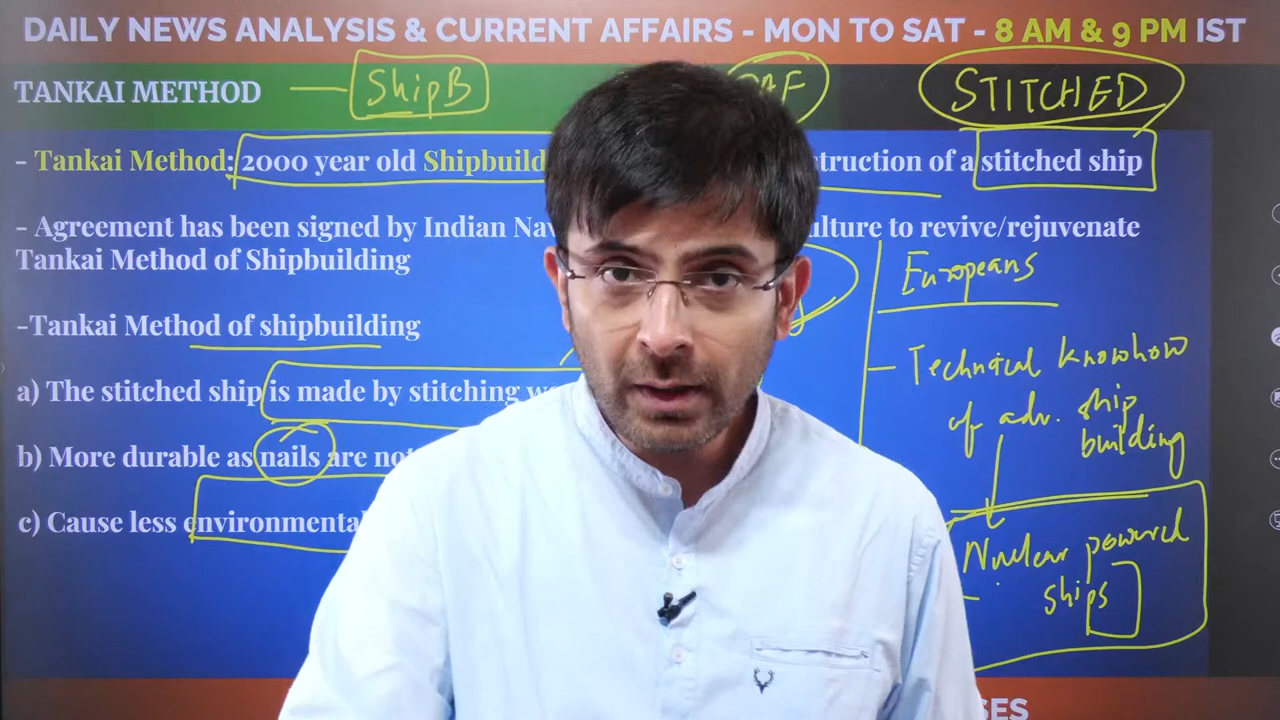 DAILY NEWS ANALYSIS & CURRENT AFFAIRS - MON TO SAT - 8 AM & 9 PM IST
TANKAI METHOD ShipB STITCHED
- Tankai Method: 2000 year old Shipbuild struction of a stitched ship
- Agreement has been signed by Indian Nav ulture to revive/rejuvenate
Tankai Method of Shipbuilding
Europeans
-Tankai Method of shipbuilding
- Technical knowhow
a) The stitched ship is made by stitching w
of adv. ship
building
b) More durable as nails are not
c) Cause less environmental
Nuclear powered
ships
SES